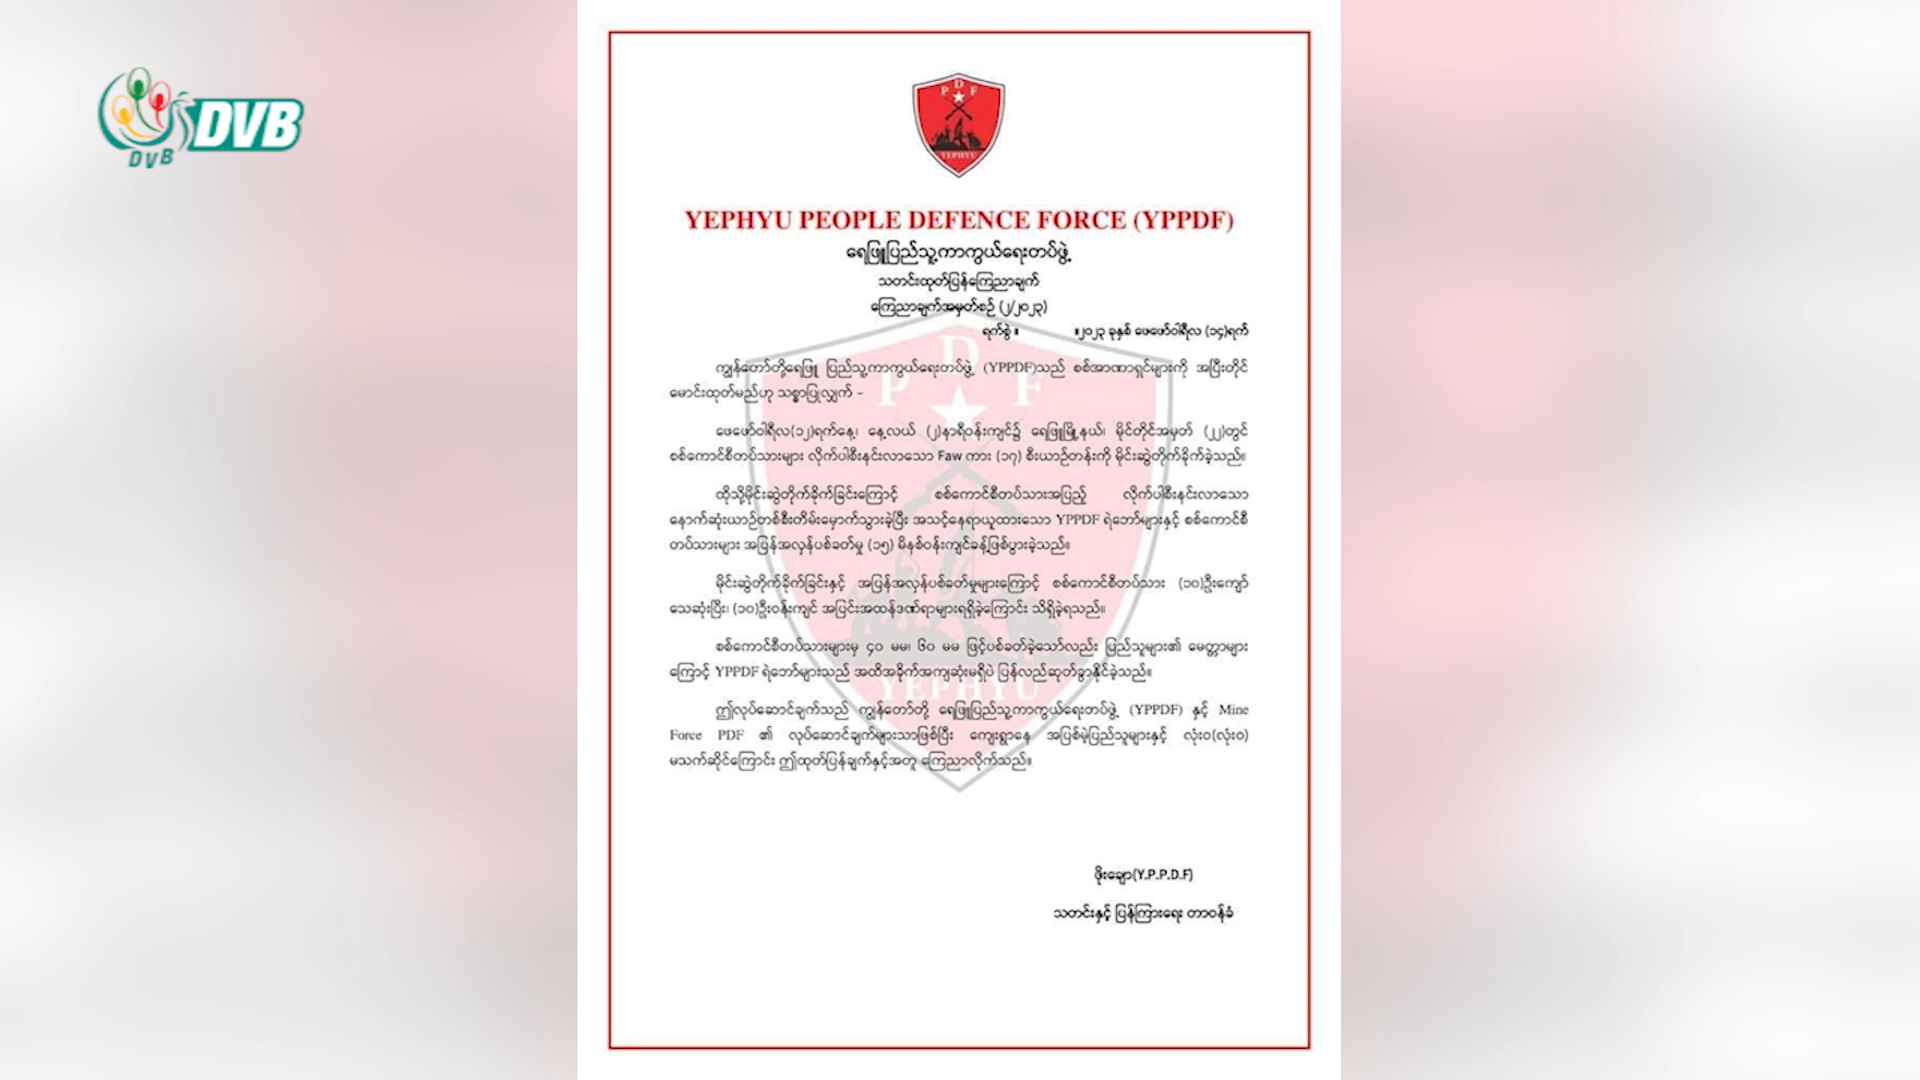 DVB
DVB
P D F
YEPHYU
YEPHYU PEOPLE DEFENCE FORCE (YPPDF)
ရေဖြူပြည်သူ့ကာကွယ်ရေးတပ်ဖွဲ့
သတင်းထုတ်ပြန်ကြေညာချက်
ကြေညာချက်အမှတ်စဉ် (၂/၂၀၂၃)
ရက်စွဲ ။ ။၂၀၂၃ ခုနှစ် ဖေဖော်ဝါရီလ (၁၄)ရက်
ကျွန်တော်တို့ရေဖြူ ပြည်သူ့ကာကွယ်ရေးတပ်ဖွဲ့ (YPPDF)သည် စစ်အာဏာရှင်များကို အပြီးတိုင်
မောင်းထုတ်မည်ဟု သစ္စာပြုလျှက် –
ဖေဖော်ဝါရီလ(၁၂)ရက်နေ့၊ နေ့လယ် (၂)နာရီဝန်းကျင်၌ ရေဖြူမြို့နယ်၊ မိုင်တိုင်အမှတ် (၂၂)တွင်
စစ်ကောင်စီတပ်သားများ လိုက်ပါစီးနင်းလာသော Faw ကား (၁၇) စီးယာဉ်တန်းကို မိုင်းဆွဲတိုက်ခိုက်ခဲ့သည်။
ထိုသို့မိုင်းဆွဲတိုက်ခိုက်ခြင်းကြောင့် စစ်ကောင်စီတပ်သားအပြည့် လိုက်ပါစီးနင်းလာသော
နောက်ဆုံးယာဉ်တစ်စီးတိမ်းမှောက်သွားခဲ့ပြီး အသင့်နေရာယူထားသော YPPDF ရဲဘော်များနှင့် စစ်ကောင်စီ
တပ်သားများ အပြန်အလှန်ပစ်ခတ်မှု (၁၅) မိနစ်ဝန်းကျင်ခန့်ဖြစ်ပွားခဲ့သည်။
မိုင်းဆွဲတိုက်ခိုက်ခြင်းနှင့် အပြန်အလှန်ပစ်ခတ်မှုများကြောင့် စစ်ကောင်စီတပ်သား (၁၀)ဦးကျော်
သေဆုံးပြီး၊ (၁၀)ဦးဝန်းကျင် အပြင်းအထန်ဒဏ်ရာများရရှိခဲ့ကြောင်း သိရှိခဲ့ရသည်။
စစ်ကောင်စီတပ်သားများမှ ၄၀ မမ၊ ၆၀ မမ ဖြင့်ပစ်ခတ်ခဲ့သော်လည်း ပြည်သူများ၏ မေတ္တာများ
ကြောင့် YPPDF ရဲဘော်များသည် အထိအခိုက်အကျဆုံးမရှိပဲ ပြန်လည်ဆုတ်ခွာနိုင်ခဲ့သည်။
ဤလုပ်ဆောင်ချက်သည် ကျွန်တော်တို့ ရေဖြူပြည်သူ့ကာကွယ်ရေးတပ်ဖွဲ့ (YPPDF) နှင့် Mine
Force PDF ၏ လုပ်ဆောင်ချက်များသာဖြစ်ပြီး ကျေးရွာနေ အပြစ်မဲ့ပြည်သူများနှင့် လုံးဝ(လုံးဝ)
မသက်ဆိုင်ကြောင်း ဤထုတ်ပြန်ချက်နှင့်အတူ ကြေညာလိုက်သည်။
P D F
YEPHYU
ဖိုးချော(Y.P.P.D.F)
သတင်းနှင့် ပြန်ကြားရေး တာဝန်ခံ